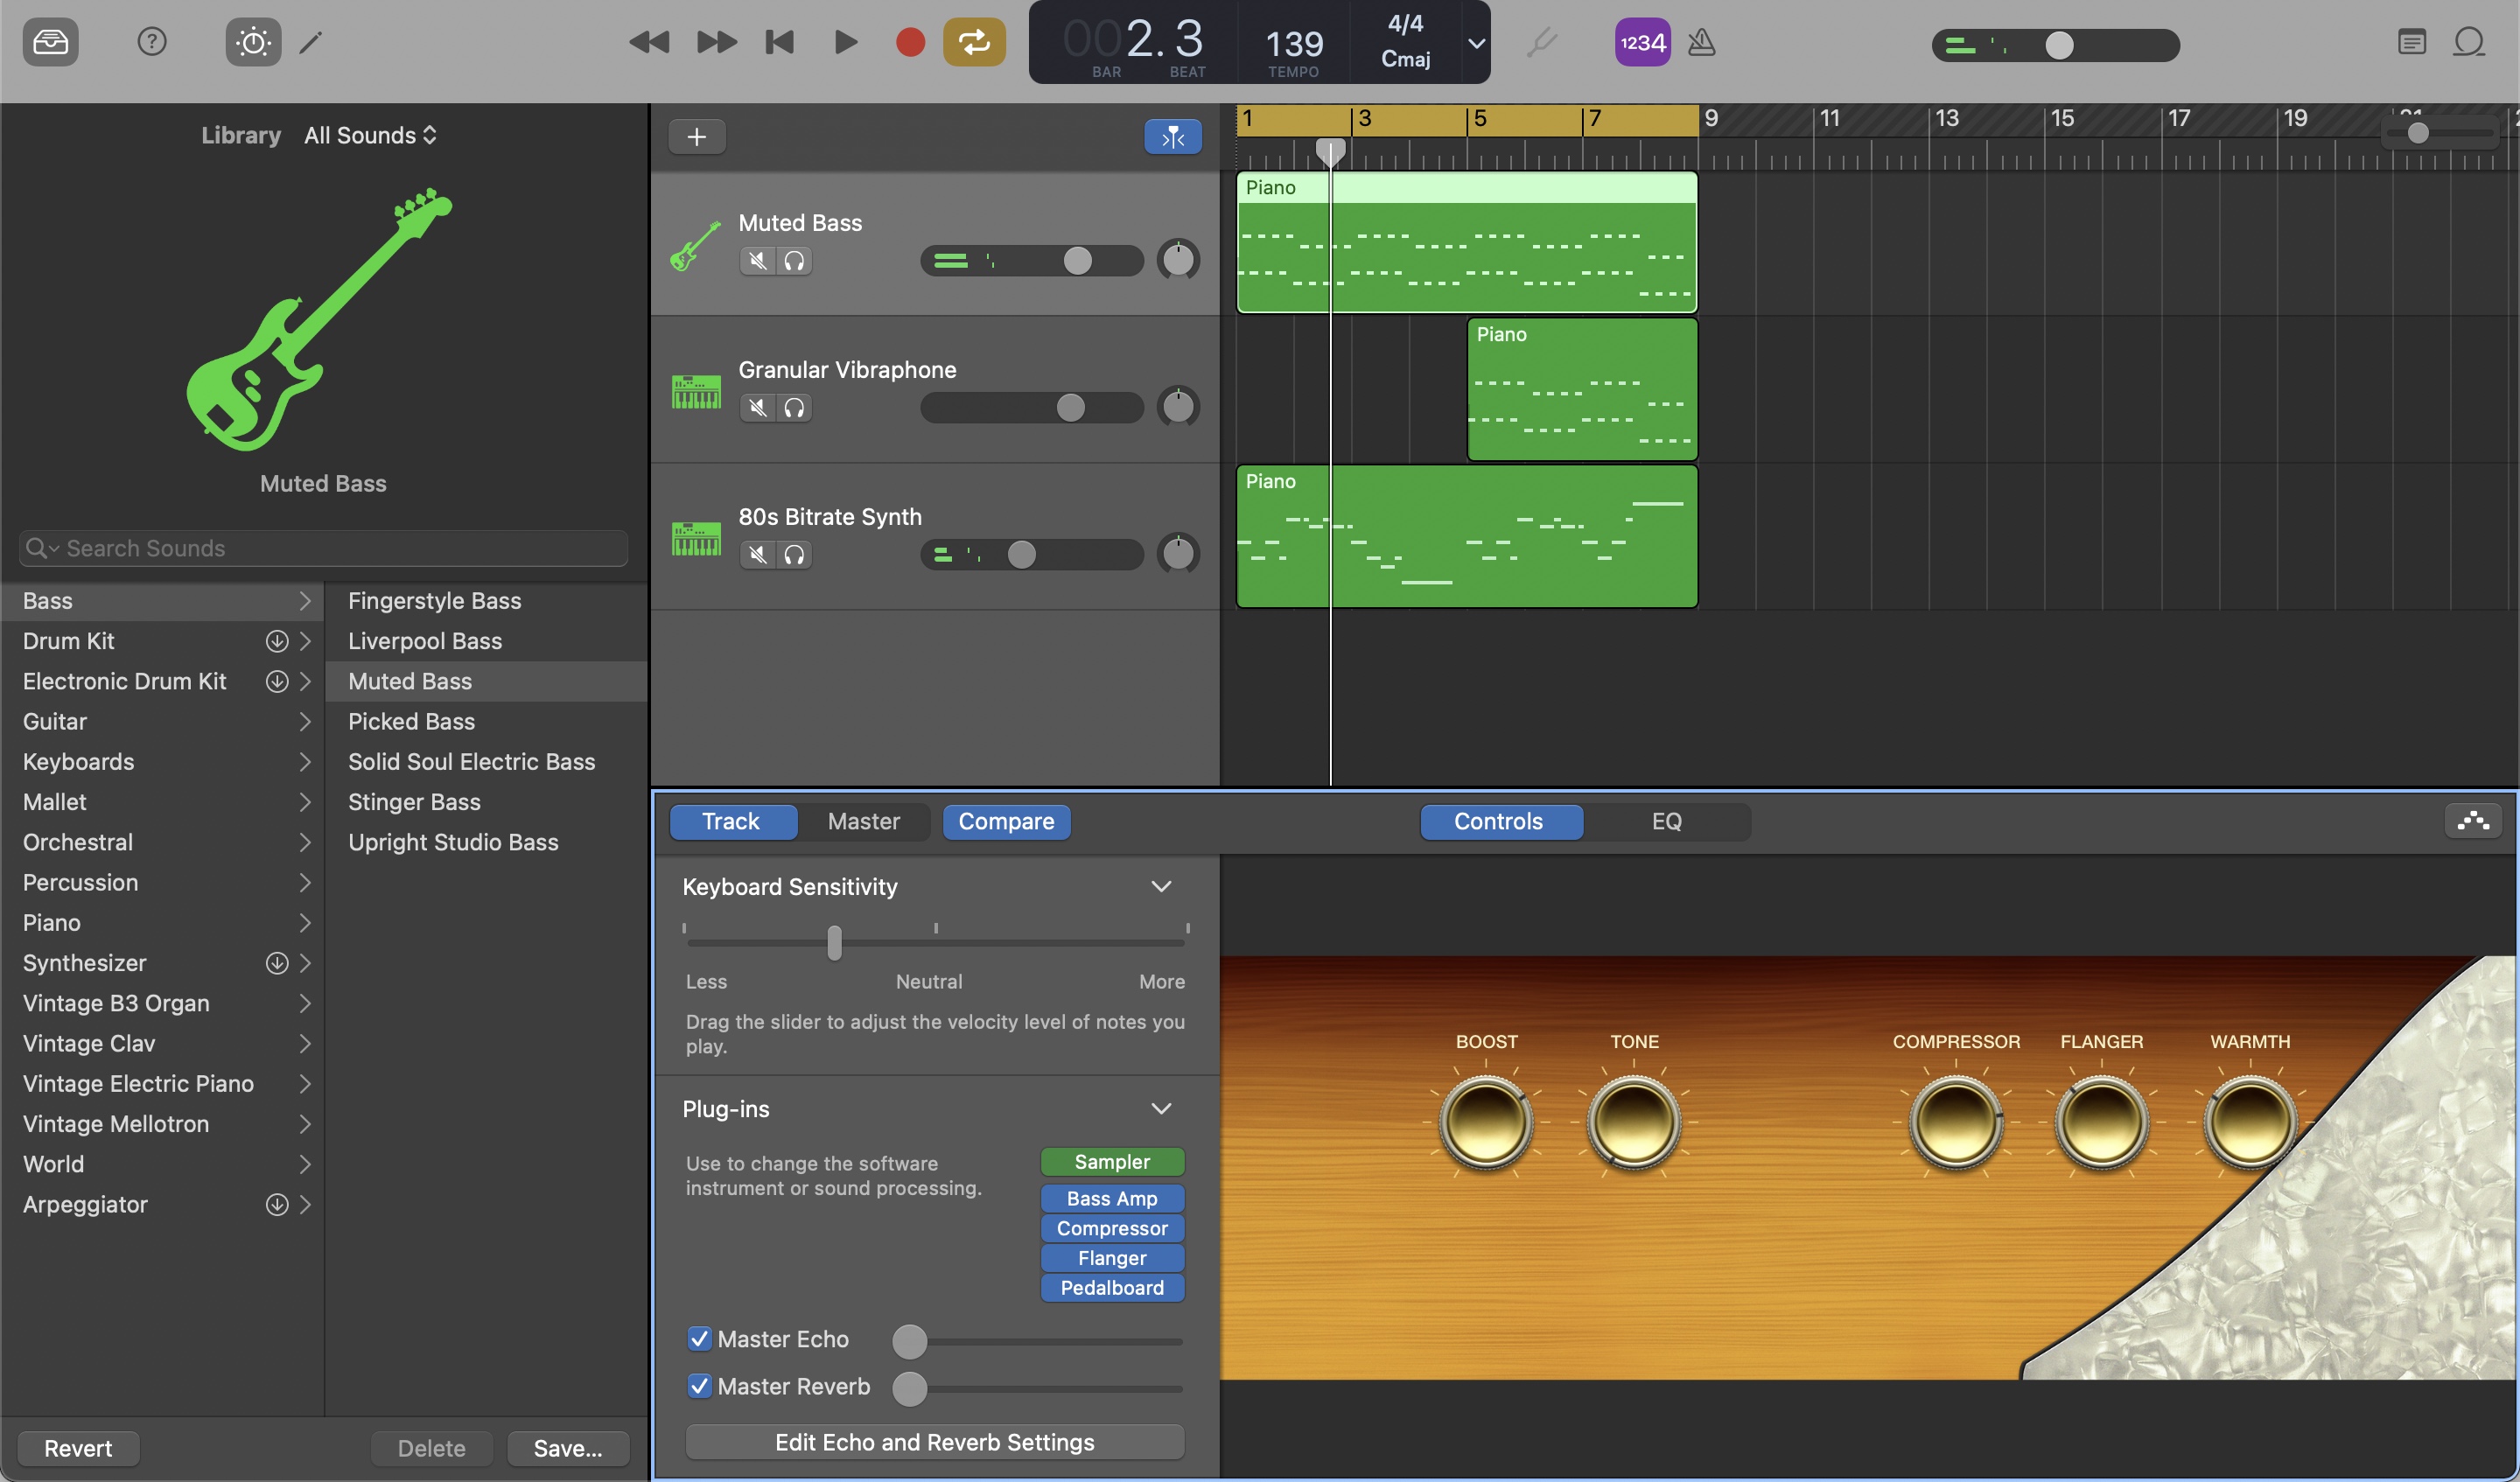 002. 3
BAR
BEAT
139
TEMPO
4/4
Cmaj
1234
Library
All Sounds
Muted Bass
Search Sounds
Bass
Drum Kit
Electronic Drum Kit
Guitar
Keyboards
Mallet
Orchestral
Percussion
Piano
Synthesizer
Vintage B3 Organ
Vintage Clav
Vintage Electric Piano
Vintage Mellotron
World
Arpeggiator
Fingerstyle Bass
Liverpool Bass
Muted Bass
Picked Bass
Solid Soul Electric Bass
Stinger Bass
Upright Studio Bass
Revert
Delete
Save...
1 3 5 7 9 11 13 15 17 19 21
Muted Bass
Granular Vibraphone
80s Bitrate Synth
Piano
Piano
Piano
Track
Master
Compare
Controls
EQ
Keyboard Sensitivity
Less
Neutral
More
Drag the slider to adjust the velocity level of notes you
play.
Plug-ins
Use to change the software
instrument or sound processing.
Sampler
Bass Amp
Compressor
Flanger
Pedalboard
Master Echo
Master Reverb
Edit Echo and Reverb Settings
BOOST
TONE
COMPRESSOR
FLANGER
WARMTH